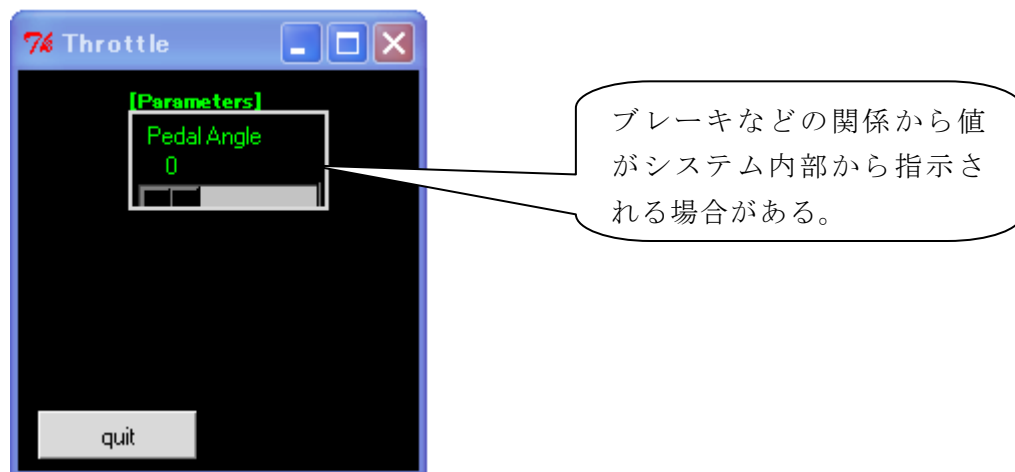 Throttle
[Parameters]
Pedal Angle
0
ブレーキなどの関係から値
がシステム内部から指示さ
れる場合がある。
quit